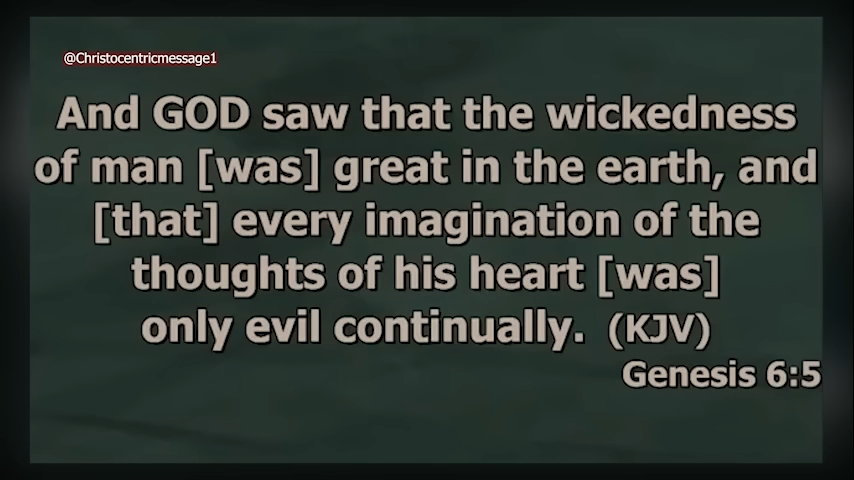 @Christocentricmessage1
And GOD saw that the wickedness
of man [was] great in the earth, and
[that] every imagination of the
thoughts of his heart [was]
only evil continually. (KJV)
Genesis 6:5